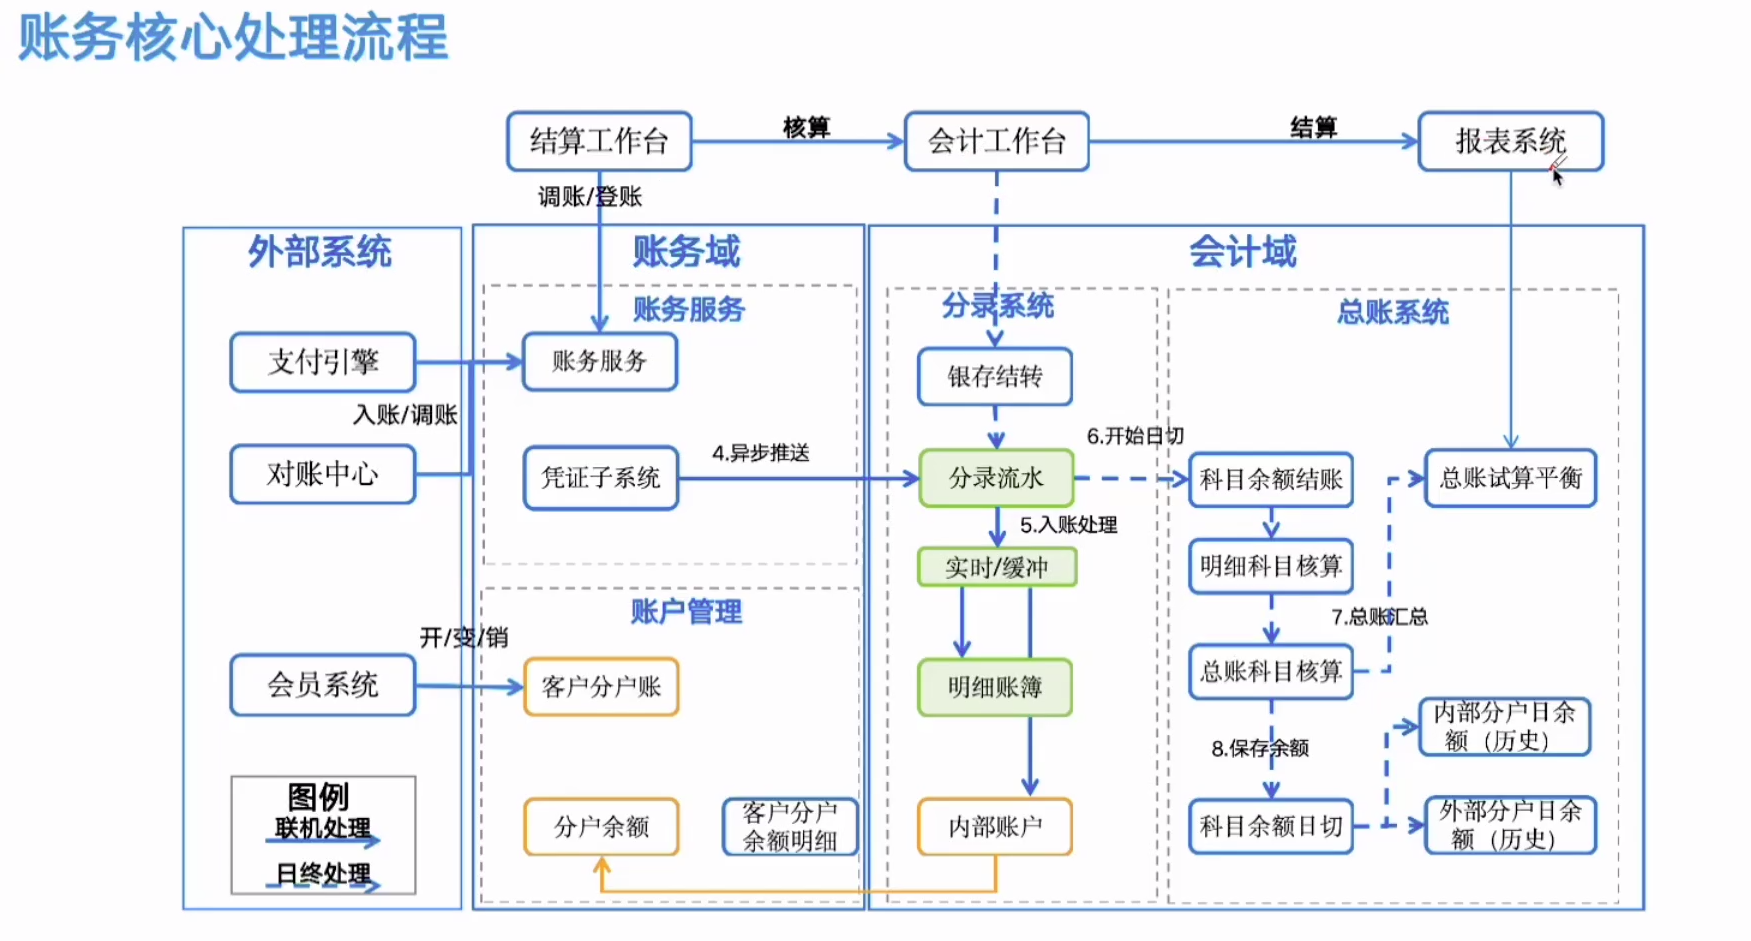 账务核心处理流程
结算工作台
核算
会计工作台
结算
报表系统
调账/登账
外部系统
账务域
会计域
账务服务
分录系统
总账系统
支付引擎
账务服务
银存结转
入账/调账
对账中心
凭证子系统
4.异步推送
分录流水
6.开始日切
科目余额结账
总账试算平衡
5.入账处理
实时/缓冲
明细科目核算
账户管理
7.总账汇总
开/变/销
会员系统
客户分户账
明细账簿
总账科目核算
内部分户日余
额（历史）
8.保存余额
分户余额
客户分户
余额明细
内部账户
科目余额日切
外部分户日余
额（历史）
图例
联机处理
日终处理